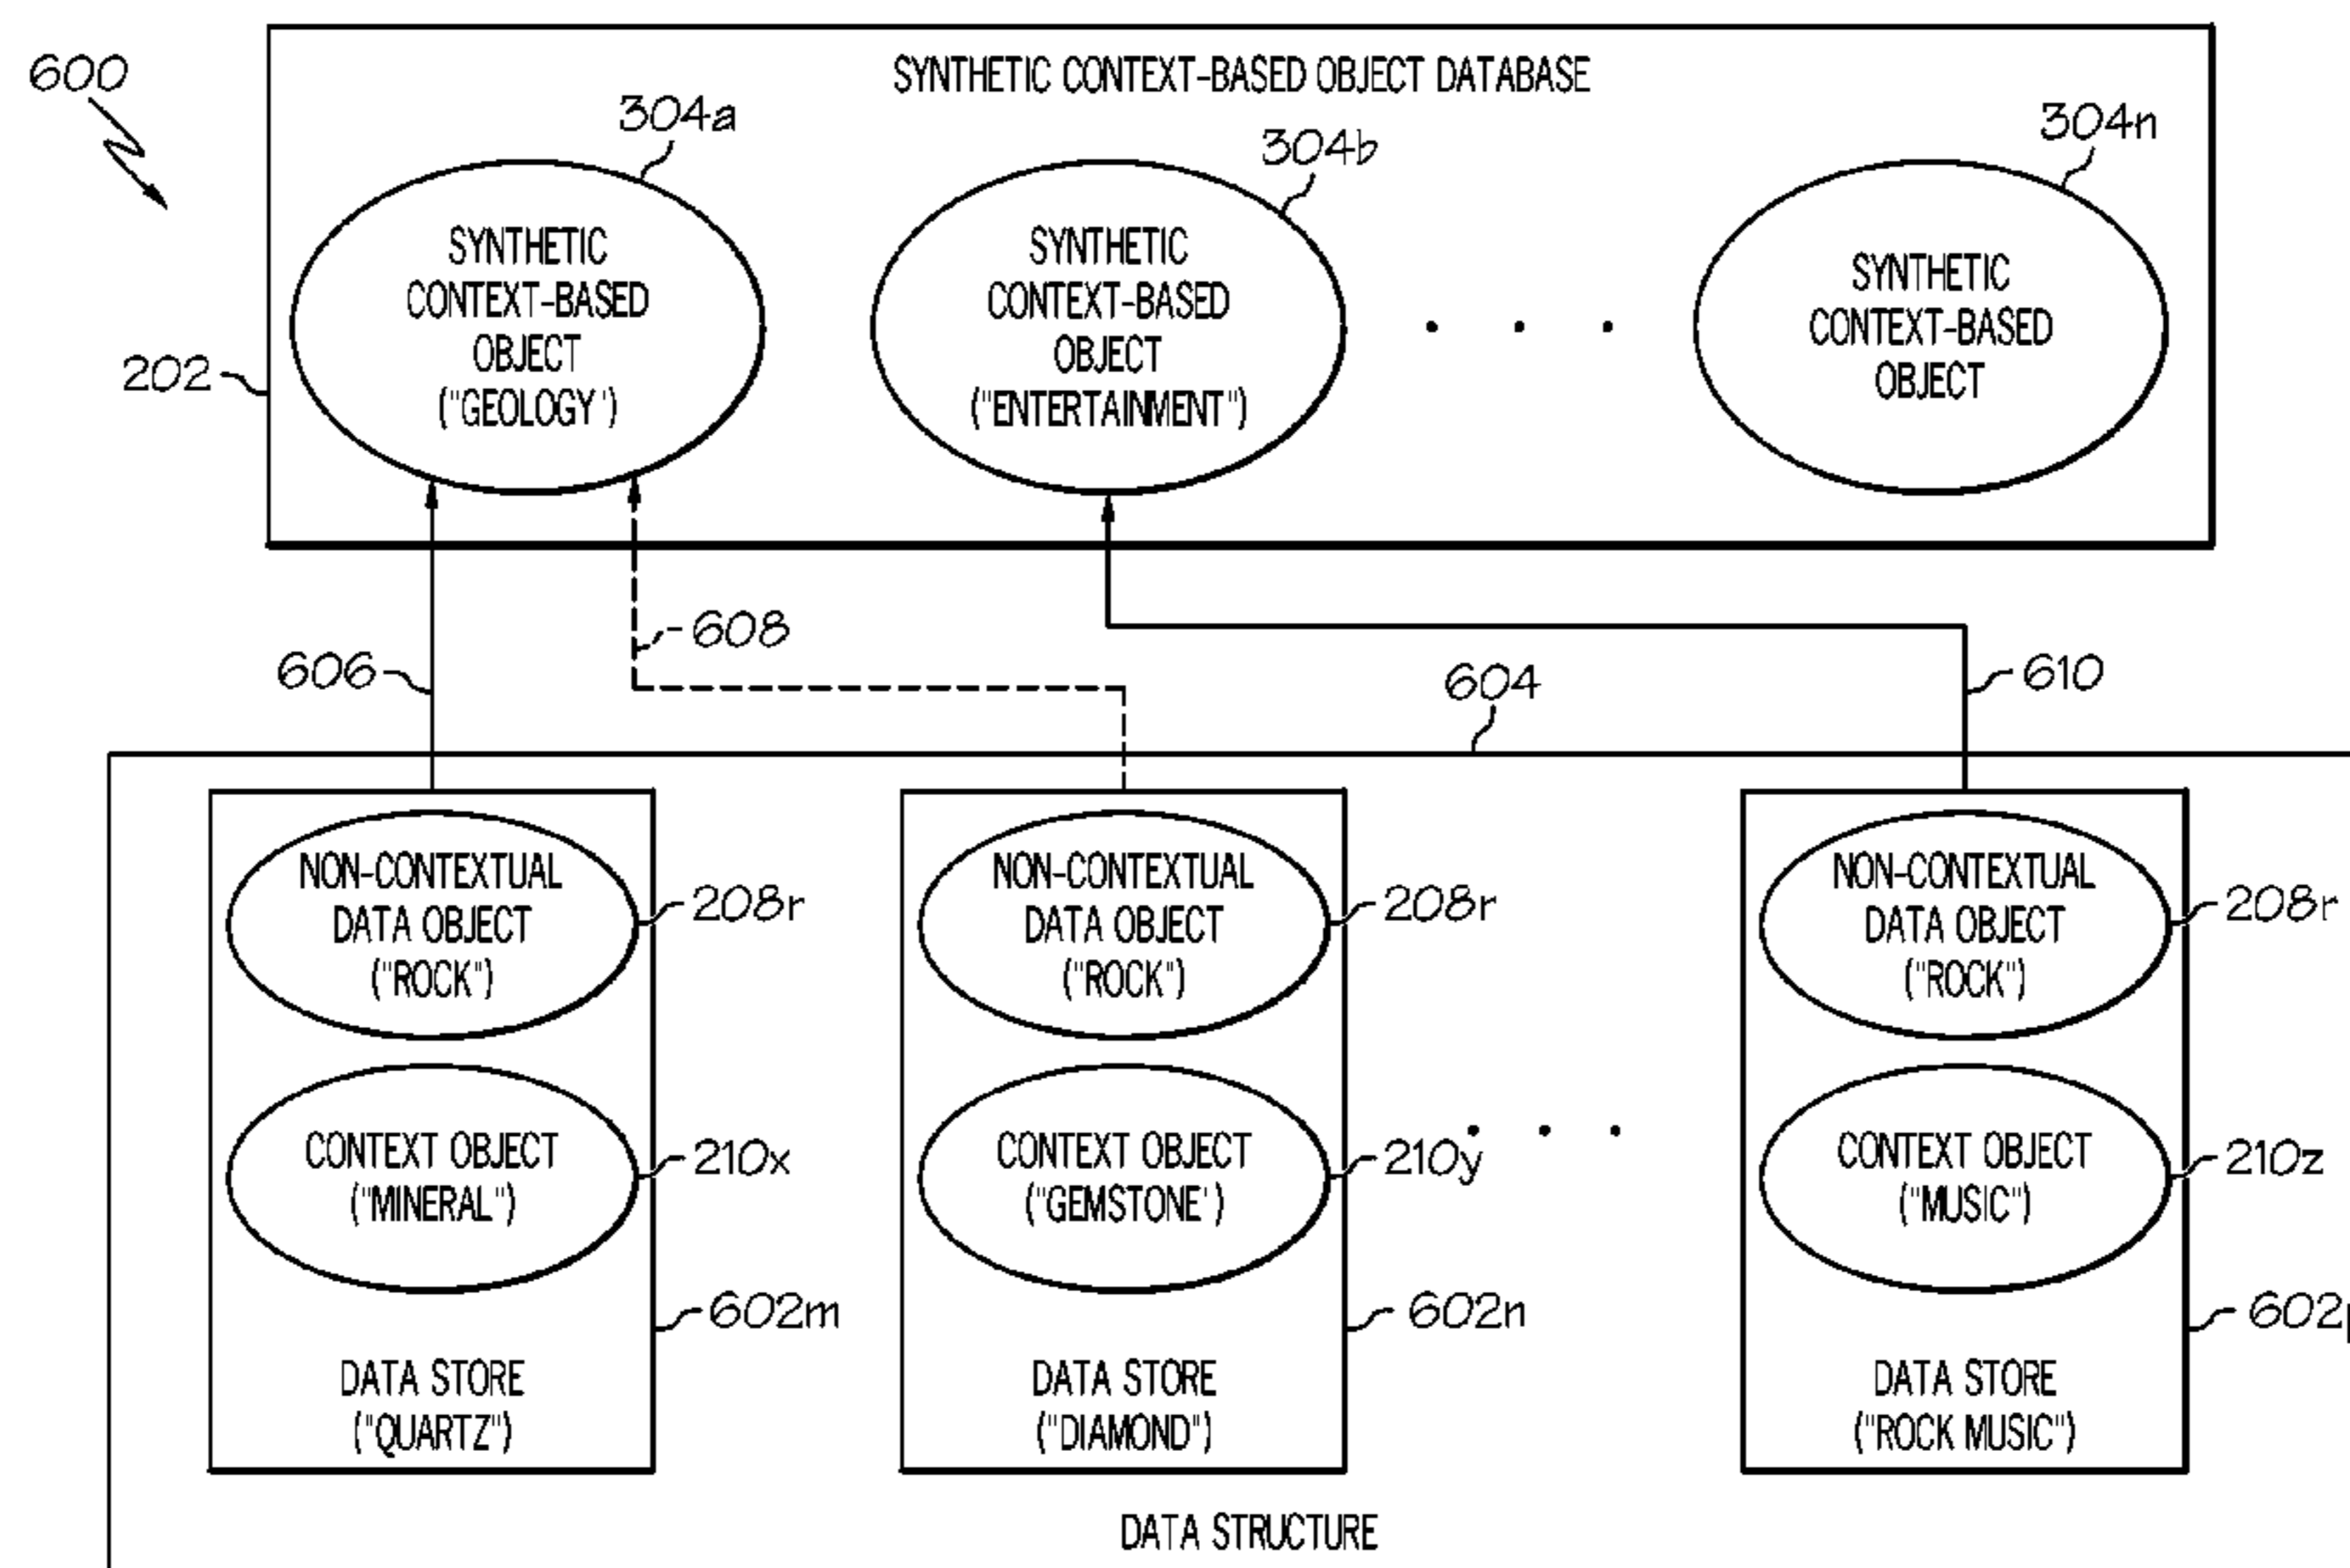 600
SYNTHETIC CONTEXT-BASED OBJECT DATABASE
304a
304b
304n
SYNTHETIC
CONTEXT-BASED
OBJECT
("GEOLOGY")
SYNTHETIC
CONTEXT-BASED
OBJECT
("ENTERTAINMENT")
SYNTHETIC
CONTEXT-BASED
OBJECT
202
606
608
604
610
NON-CONTEXTUAL
DATA OBJECT
("ROCK")
208r
CONTEXT OBJECT
("MINERAL")
210x
602m
DATA STORE
("QUARTZ")
NON-CONTEXTUAL
DATA OBJECT
("ROCK")
208r
CONTEXT OBJECT
("GEMSTONE")
210y
602n
DATA STORE
("DIAMOND")
NON-CONTEXTUAL
DATA OBJECT
("ROCK")
208r
CONTEXT OBJECT
("MUSIC")
210z
602p
DATA STORE
("ROCK MUSIC")
DATA STRUCTURE